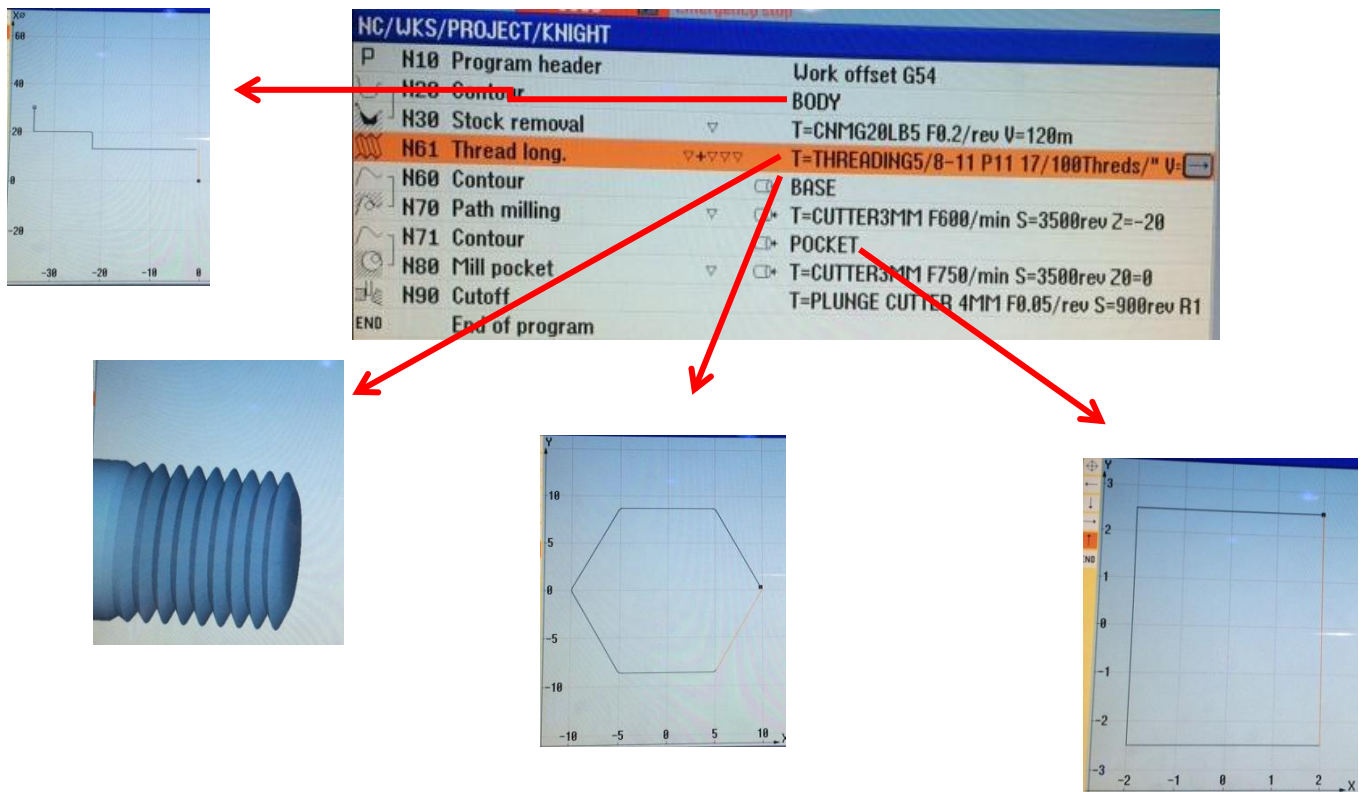 Emergency stop
NC/WKS/PROJECT/KNIGHT
P N10 Program header Work offset G54
N20 Contour BODY
N30 Stock removal ▽ T=CNMG20LB5 F0.2/rev V=120m
N61 Thread long. ▽+▽▽▽ T=THREADING5/8-11 P11 17/100Threds/" V=
N60 Contour BASE
N70 Path milling ▽ T=CUTTER3MM F600/min S=3500rev Z=-20
N71 Contour POCKET
N80 Mill pocket ▽ T=CUTTER3MM F750/min S=3500rev Z0=0
N90 Cutoff T=PLUNGE CUTTER 4MM F0.05/rev S=900rev R1
END End of program
Xø
60
40
20
0
-20
-30 -20 -10 0
Y
10
5
0
-5
-10
-10 -5 0 5 10 X
Y
3
2
1
0
-1
-2
-3
-2 -1 0 1 2 X
END